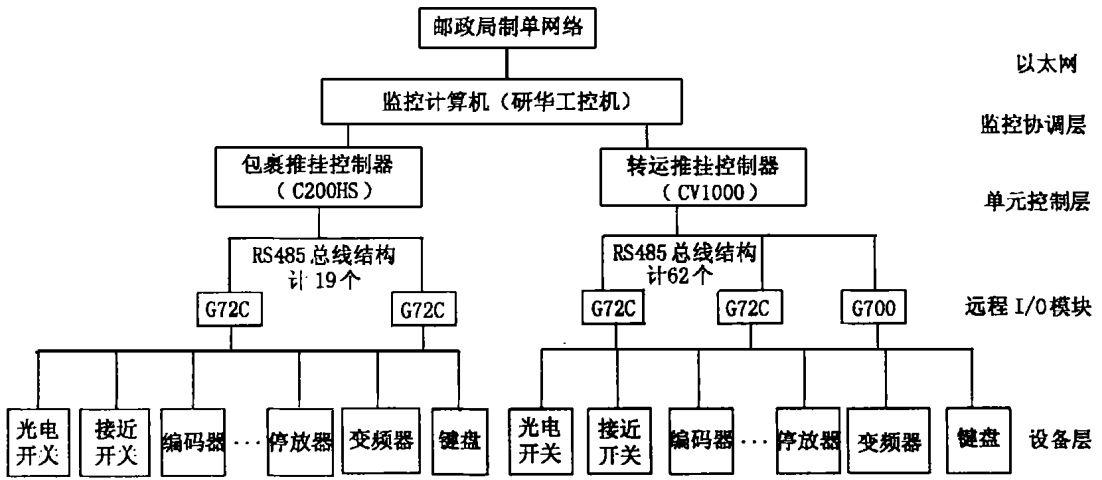 邮政局制单网络
以太网
监控计算机（研华工控机）
监控协调层
包裹推挂控制器
（C200HS）
转运推挂控制器
（CV1000）
单元控制层
RS485总线结构
计19个
RS485总线结构
计62个
G72C
G72C
G72C
G72C
G700
远程I/O模块
光电
开关
接近
开关
编码器
···
停放器
变频器
键盘
光电
开关
接近
开关
编码器
···
停放器
变频器
键盘
设备层